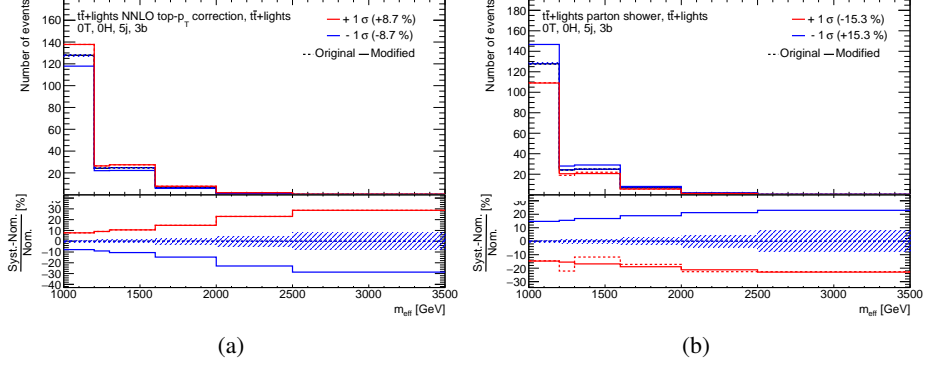 tt̄+lights NNLO top-p_T correction, tt̄+lights
0T, 0H, 5j, 3b
+ 1 σ (+8.7 %)
- 1 σ (-8.7 %)
Original Modified
Number of events
160
140
120
100
80
60
40
20
Syst.-Nom. [%]
Nom.
30
20
10
0
−10
−20
−30
−40
1000 1500 2000 2500 3000 3500
m_eff [GeV]
(a)
tt̄+lights parton shower, tt̄+lights
0T, 0H, 5j, 3b
+ 1 σ (-15.3 %)
- 1 σ (+15.3 %)
Original Modified
Number of events
180
160
140
120
100
80
60
40
20
Syst.-Nom. [%]
Nom.
20
10
0
−10
−20
−30
1000 1500 2000 2500 3000 3500
m_eff [GeV]
(b)